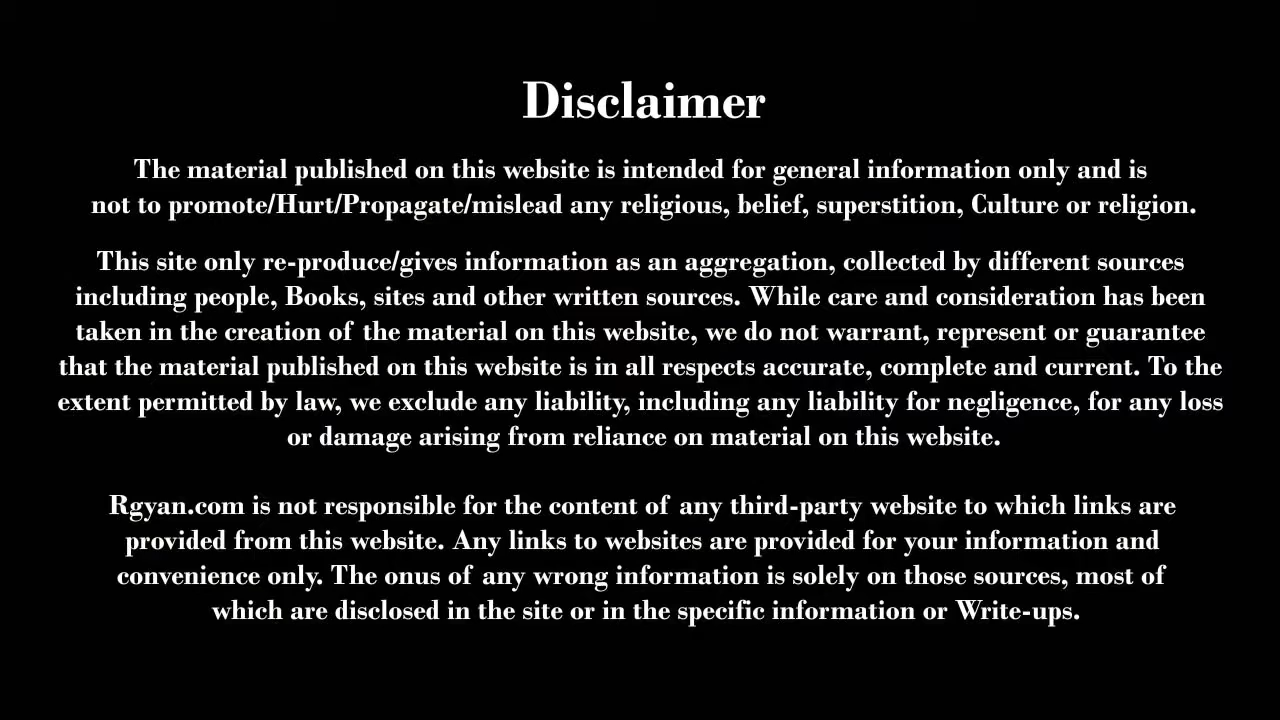 Disclaimer
The material published on this website is intended for general information only and is
not to promote/Hurt/Propagate/mislead any religious, belief, superstition, Culture or religion.
This site only re-produce/gives information as an aggregation, collected by different sources
including people, Books, sites and other written sources. While care and consideration has been
taken in the creation of the material on this website, we do not warrant, represent or guarantee
that the material published on this website is in all respects accurate, complete and current. To the
extent permitted by law, we exclude any liability, including any liability for negligence, for any loss
or damage arising from reliance on material on this website.
Rgyan.com is not responsible for the content of any third-party website to which links are
provided from this website. Any links to websites are provided for your information and
convenience only. The onus of any wrong information is solely on those sources, most of
which are disclosed in the site or in the specific information or Write-ups.